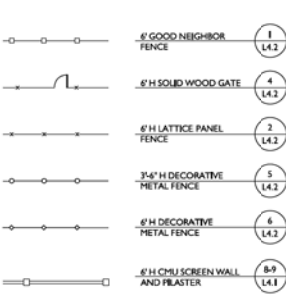 6' GOOD NEIGHBOR
FENCE
1
L4.2
6' H SOLID WOOD GATE
4
L4.2
6' H LATTICE PANEL
FENCE
2
L4.2
3'-6" H DECORATIVE
METAL FENCE
5
L4.2
6' H DECORATIVE
METAL FENCE
6
L4.2
6' H CMU SCREEN WALL
AND PILASTER
8-9
L4.1